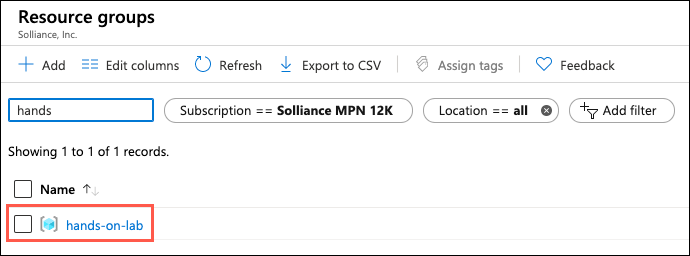 Resource groups
Solliance, Inc.
Add Edit columns Refresh Export to CSV Assign tags Feedback
hands Subscription == Solliance MPN 12K Location == all Add filter
Showing 1 to 1 of 1 records.
Name
hands-on-lab